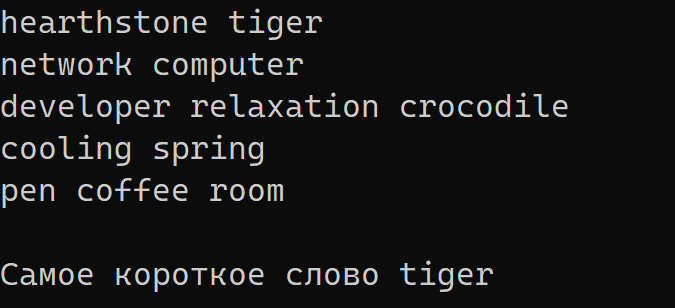 hearthstone tiger
network computer
developer relaxation crocodile
cooling spring
pen coffee room
Самое короткое слово tiger